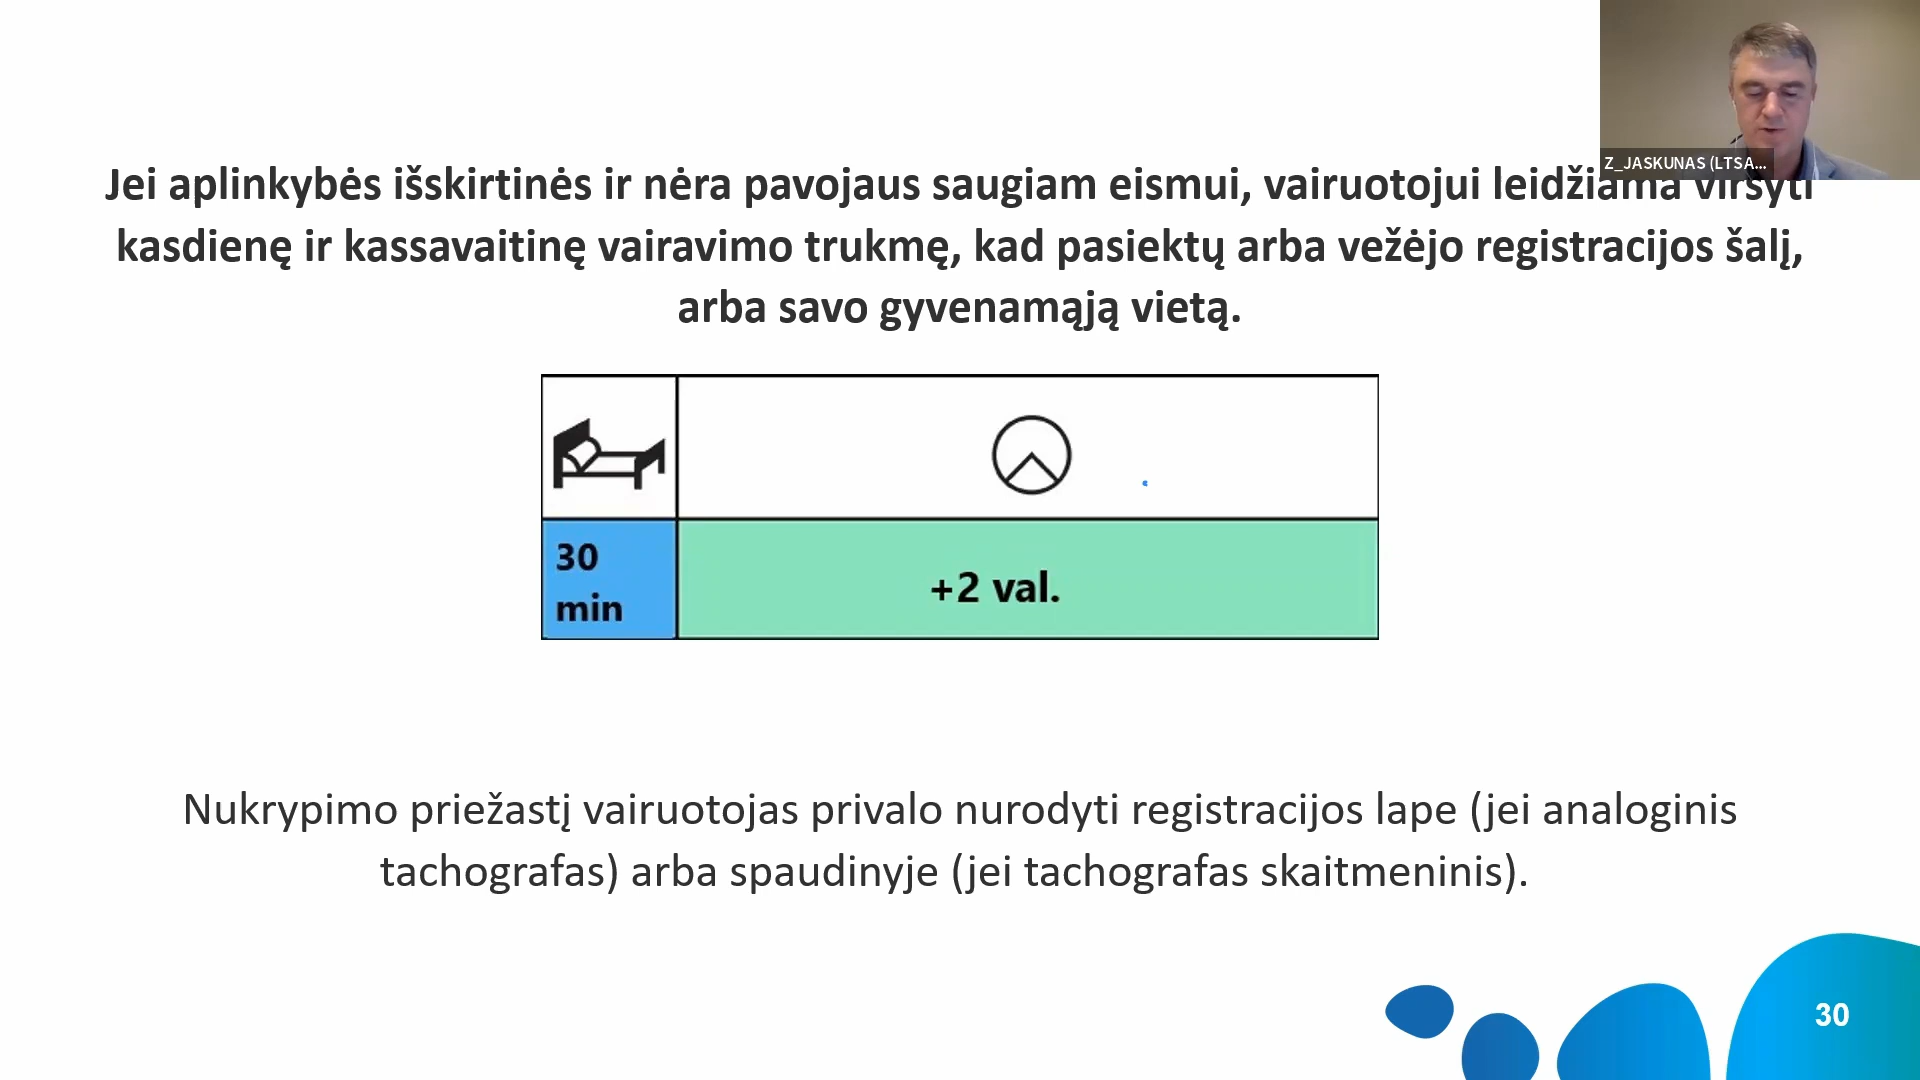 Z_JASKUNAS (LTSA...
Jei aplinkybės išskirtinės ir nėra pavojaus saugiam eismui, vairuotojui leidžiama viršyti
kasdienę ir kassavaitinę vairavimo trukmę, kad pasiektų arba vežėjo registracijos šalį,
arba savo gyvenamąją vietą.
30
min
+2 val.
Nukrypimo priežastį vairuotojas privalo nurodyti registracijos lape (jei analoginis
tachografas) arba spaudinyje (jei tachografas skaitmeninis).
30